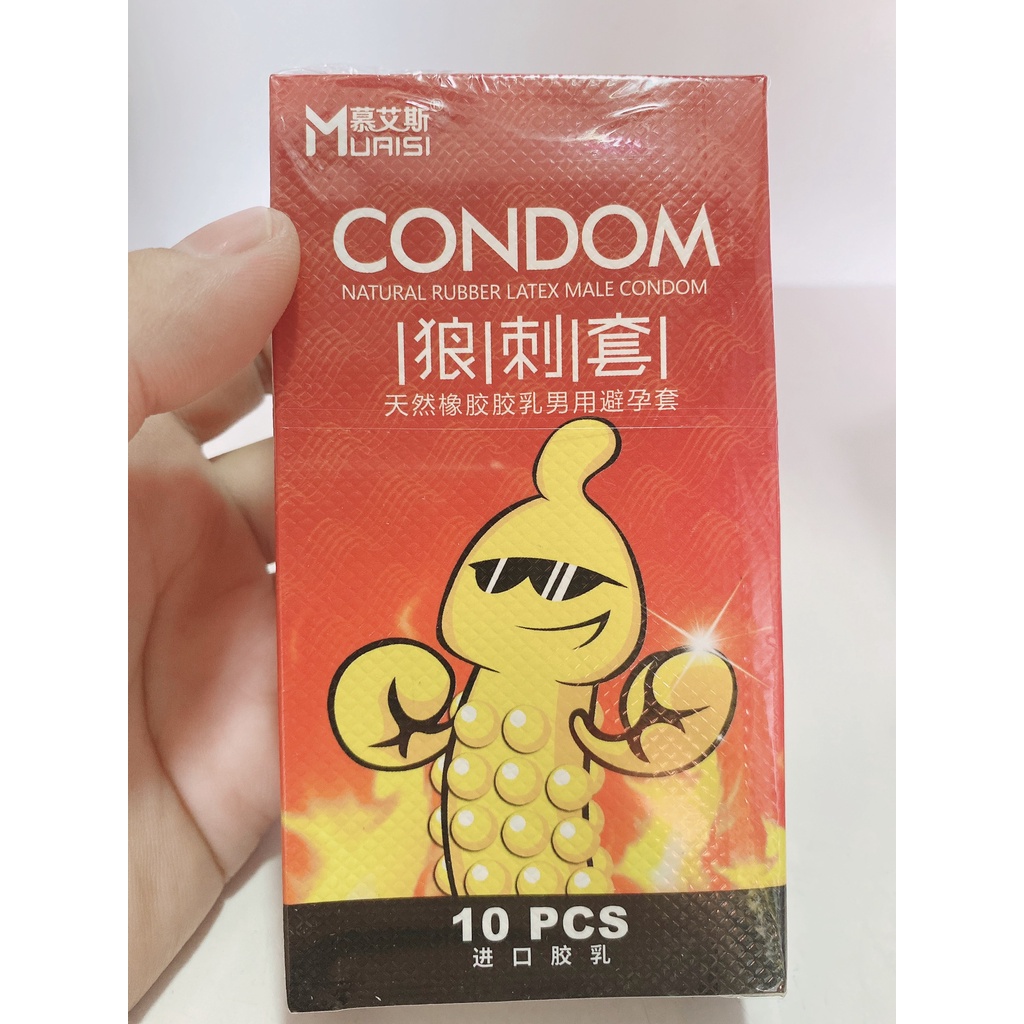 慕艾斯®
MUAISI
CONDOM
NATURAL RUBBER LATEX MALE CONDOM
|狼|刺|套|
天然橡胶胶乳男用避孕套
10 PCS
进口胶乳